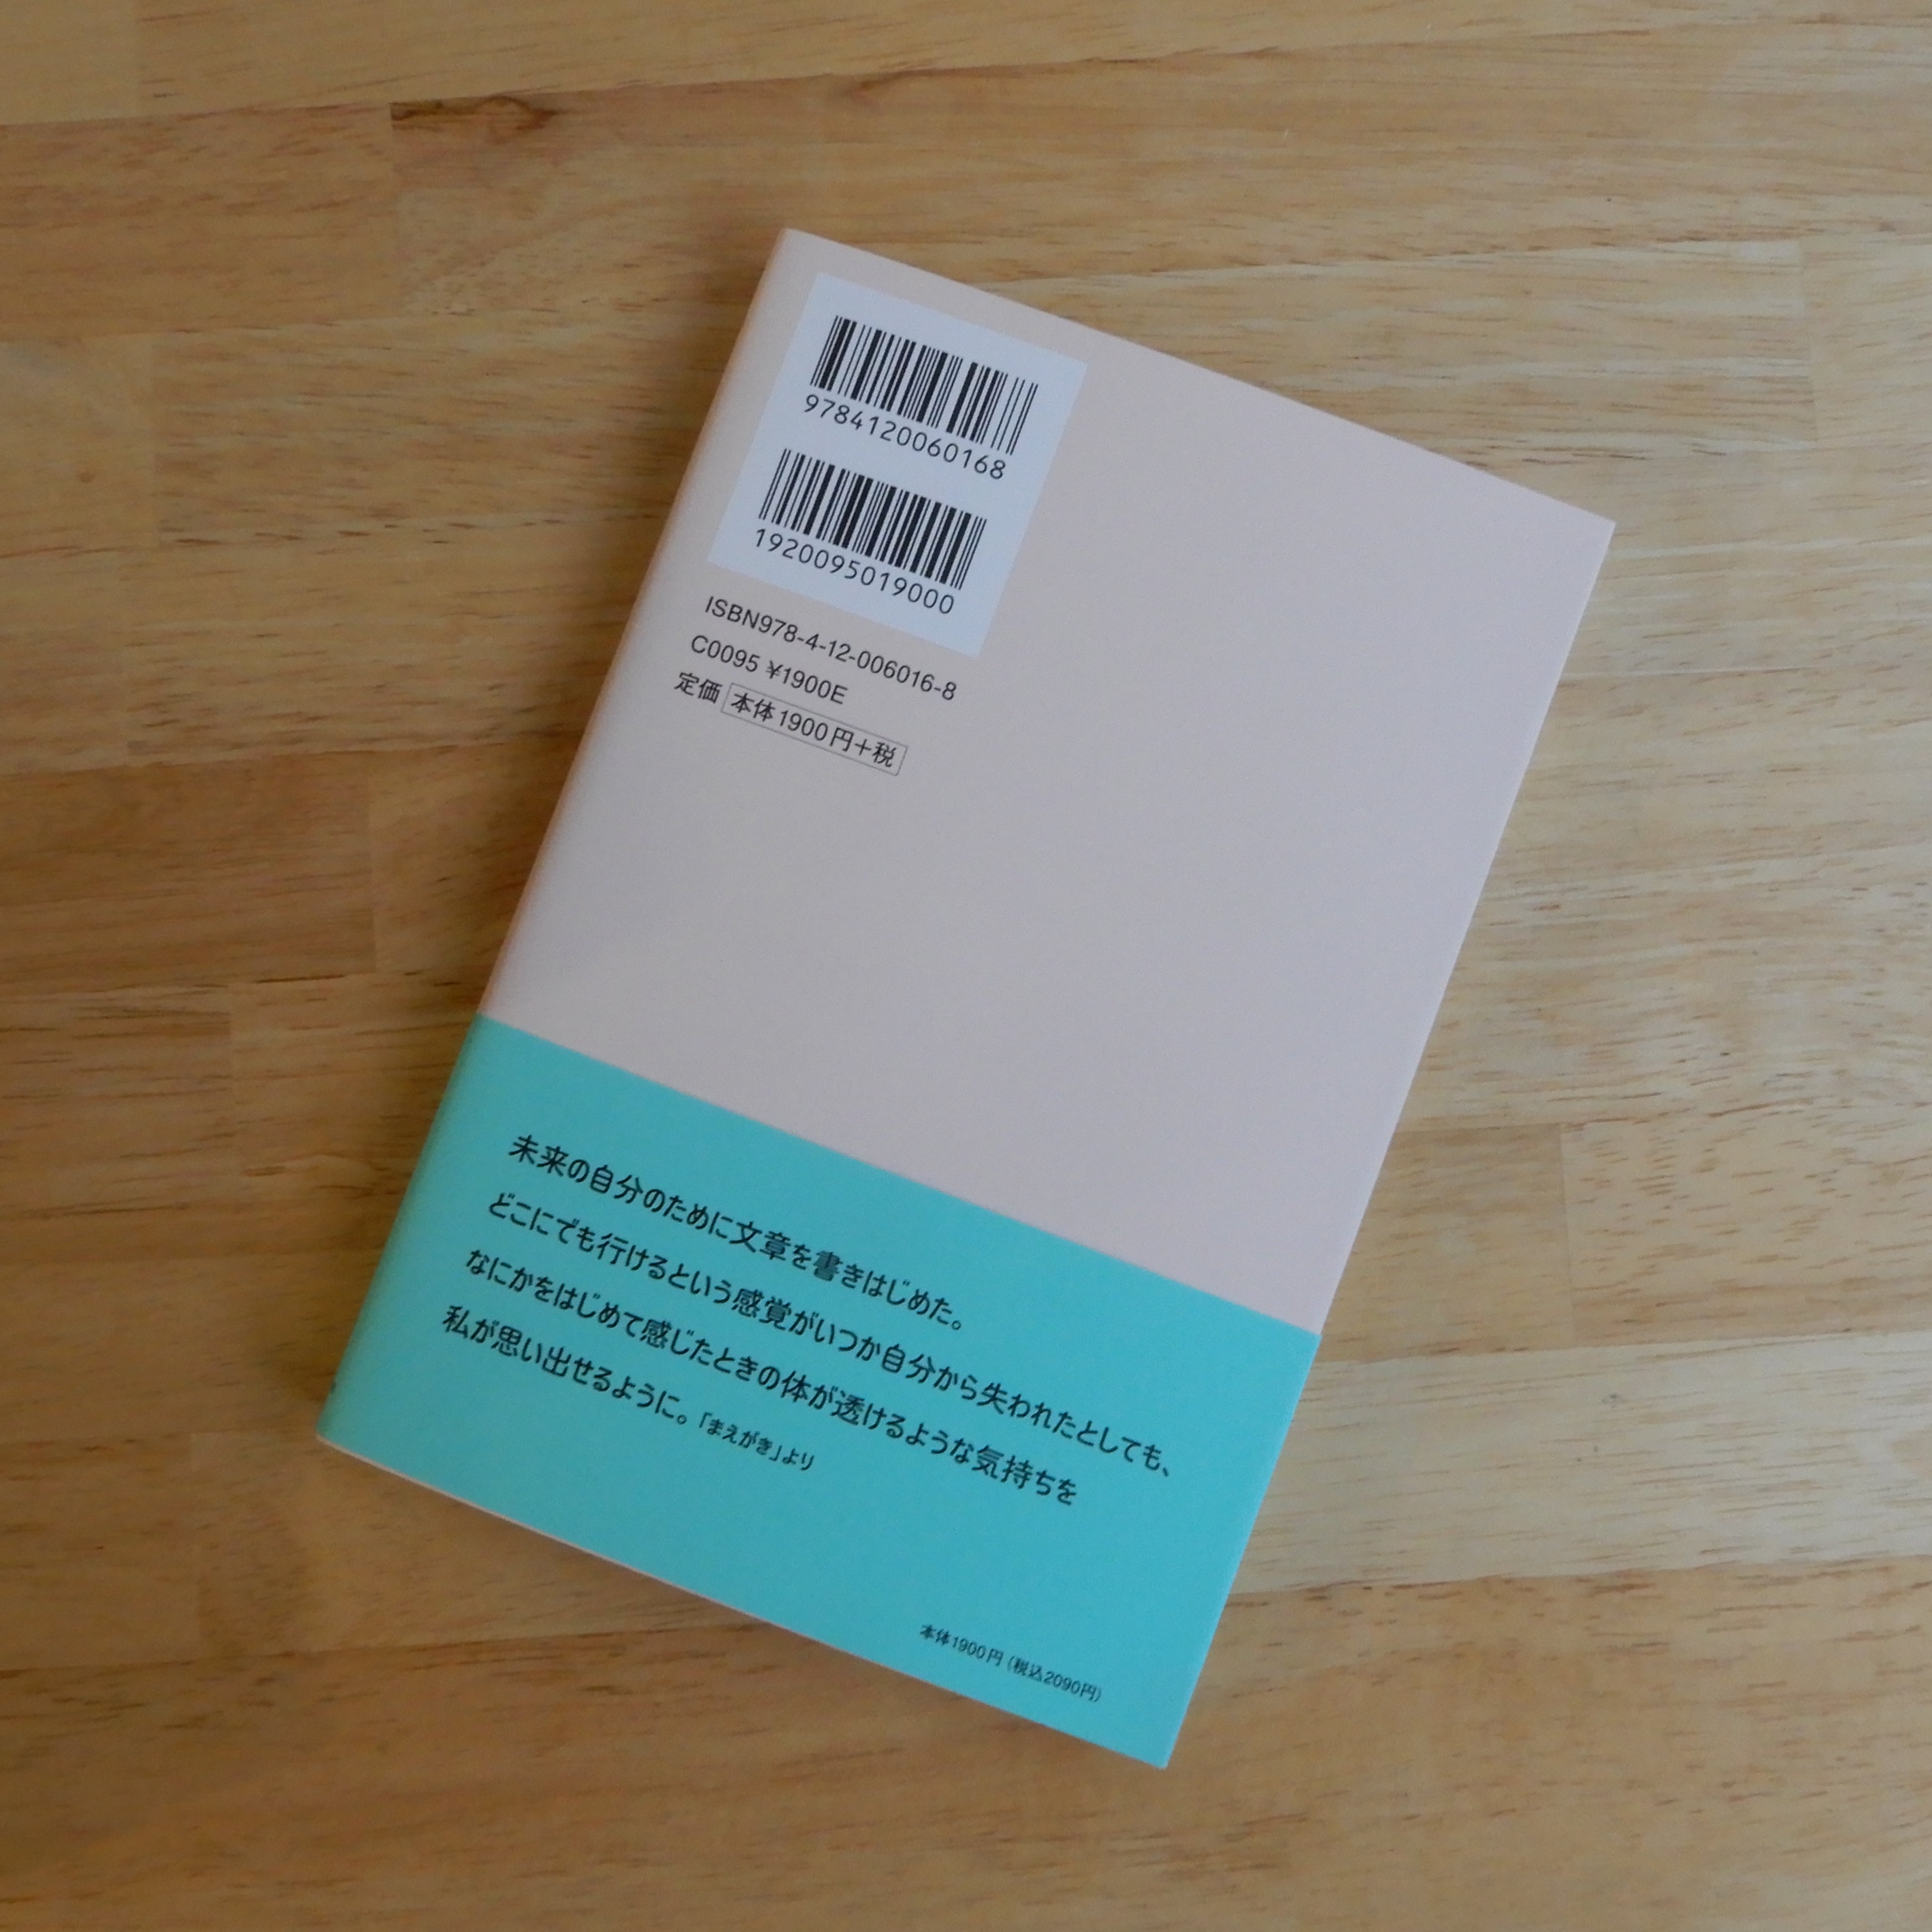 9784120060168
1920095019000
ISBN978-4-12-006016-8
C0095 ¥1900E
定価 本体1900円+税
未来の自分のために文章を書きはじめた。
どこにでも行けるという感覚がいつか自分から失われたとしても、
なにかをはじめて感じたときの体が透けるような気持ちを
私が思い出せるように。「まえがき」より
本体1900円(税込2090円)